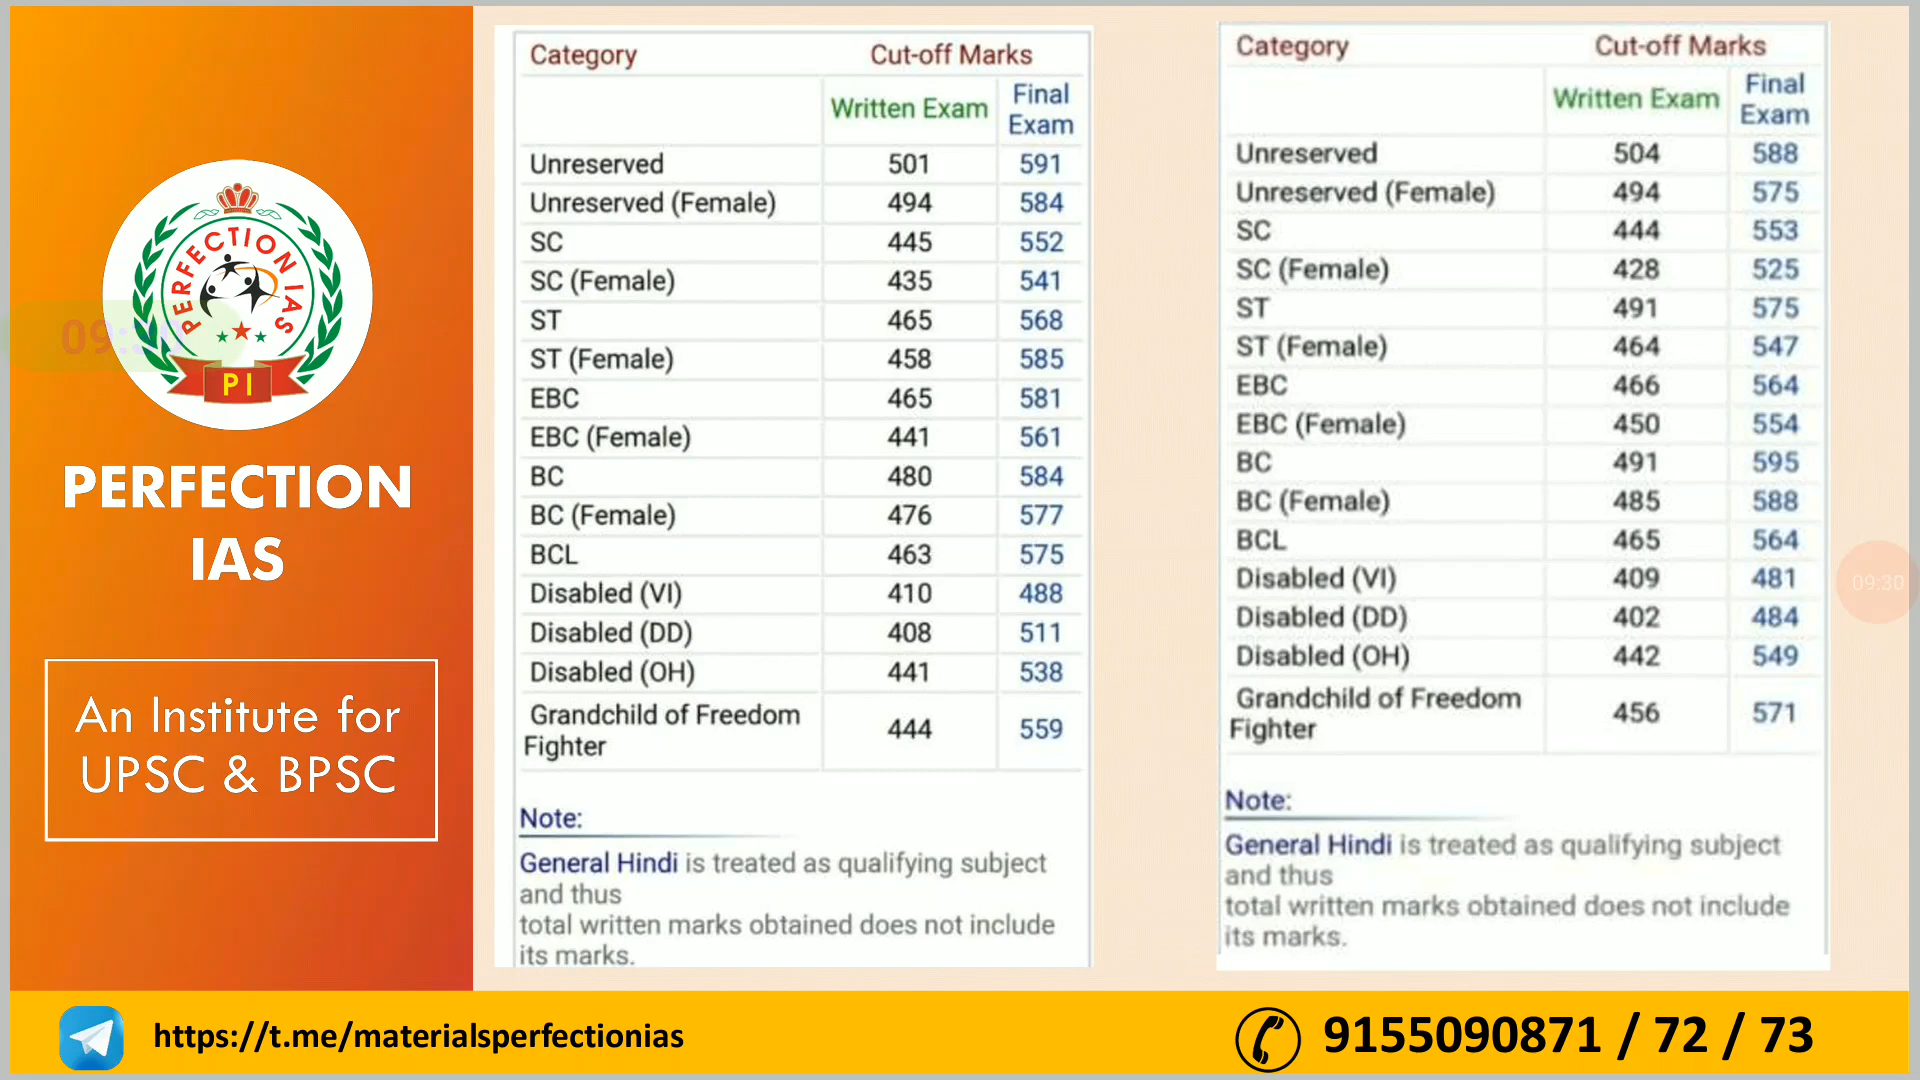 PERFECTION IAS
PI
09:30
PERFECTION
IAS
An Institute for
UPSC & BPSC
Category Cut-off Marks
Written Exam Final Exam
Unreserved 501 591
Unreserved (Female) 494 584
SC 445 552
SC (Female) 435 541
ST 465 568
ST (Female) 458 585
EBC 465 581
EBC (Female) 441 561
BC 480 584
BC (Female) 476 577
BCL 463 575
Disabled (VI) 410 488
Disabled (DD) 408 511
Disabled (OH) 441 538
Grandchild of Freedom Fighter 444 559
Note:
General Hindi is treated as qualifying subject
and thus
total written marks obtained does not include
its marks.
Category Cut-off Marks
Written Exam Final Exam
Unreserved 504 588
Unreserved (Female) 494 575
SC 444 553
SC (Female) 428 525
ST 491 575
ST (Female) 464 547
EBC 466 564
EBC (Female) 450 554
BC 491 595
BC (Female) 485 588
BCL 465 564
Disabled (VI) 409 481
Disabled (DD) 402 484
Disabled (OH) 442 549
Grandchild of Freedom Fighter 456 571
Note:
General Hindi is treated as qualifying subject
and thus
total written marks obtained does not include
its marks.
09:30
https://t.me/materialsperfectionias
9155090871 / 72 / 73